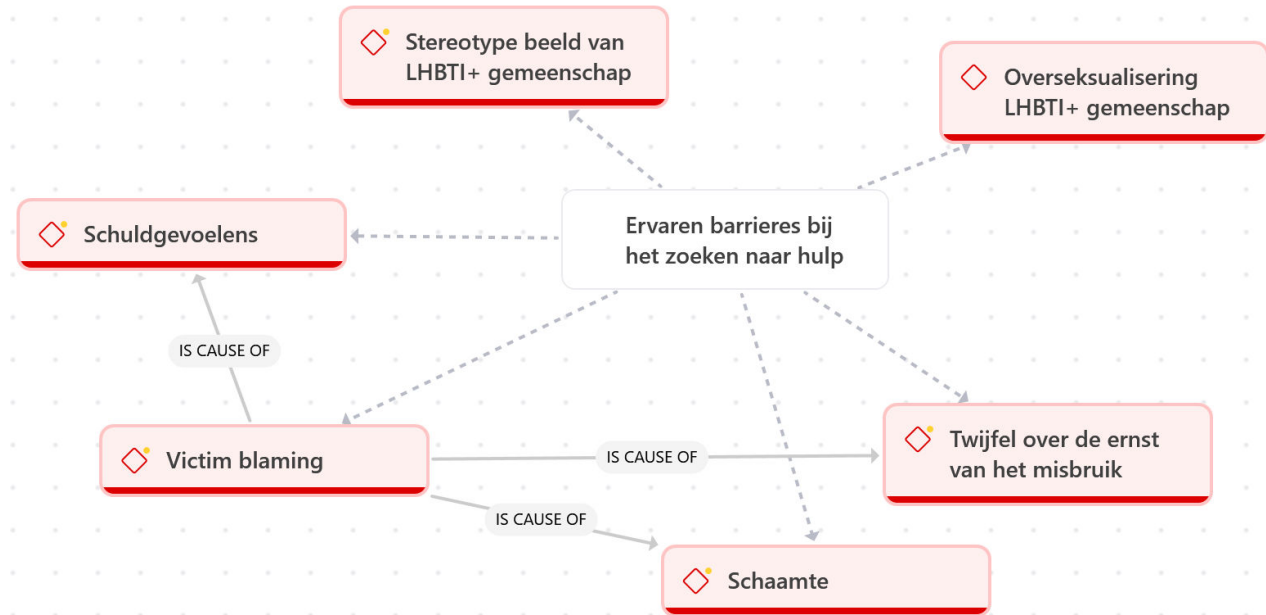 Stereotype beeld van
LHBTI+ gemeenschap
Overseksualisering
LHBTI+ gemeenschap
Ervaren barrieres bij
het zoeken naar hulp
Schuldgevoelens
IS CAUSE OF
Victim blaming
IS CAUSE OF
Twijfel over de ernst
van het misbruik
IS CAUSE OF
Schaamte